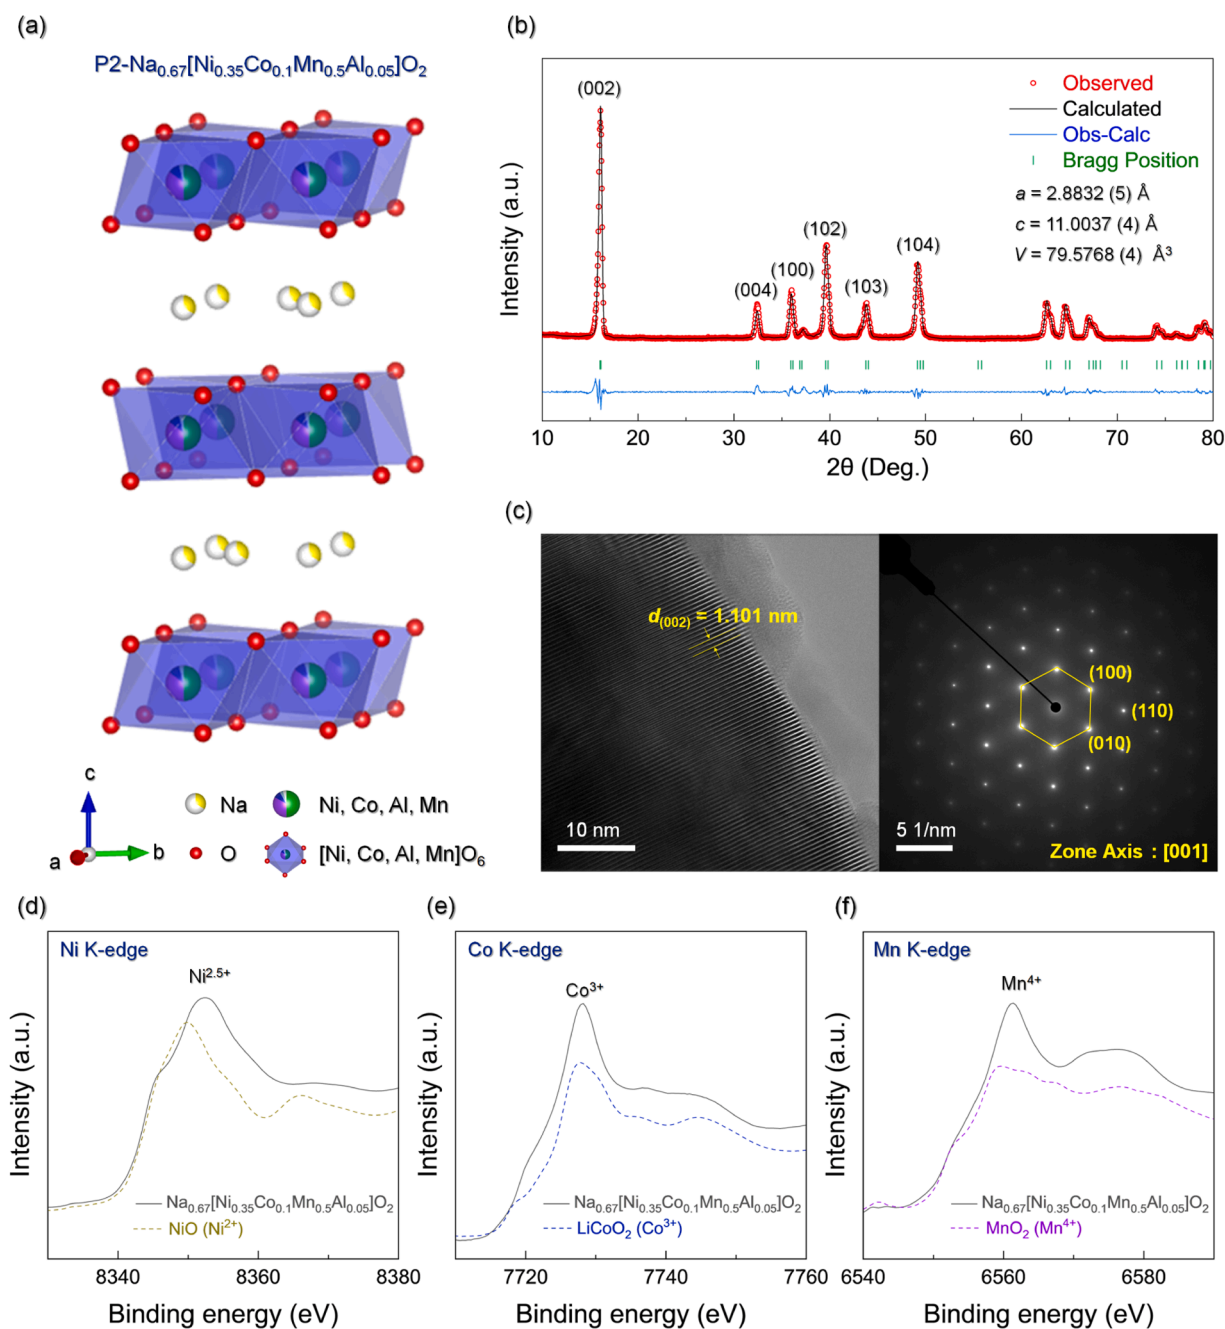 (a)
P2-Na0.67[Ni0.35Co0.1Mn0.5Al0.05]O2
c
b
a
Na
Ni, Co, Al, Mn
O
[Ni, Co, Al, Mn]O6
(b)
Intensity (a.u.)
(002)
(004)
(100)
(102)
(103)
(104)
Observed
Calculated
Obs-Calc
Bragg Position
a = 2.8832 (5) Å
c = 11.0037 (4) Å
V = 79.5768 (4) Å3
10 30 40 50 60 70 80
2θ (Deg.)
(c)
d(002) = 1.101 nm
10 nm
(100)
(110)
(010)
5 1/nm
Zone Axis : [001]
(d)
Ni K-edge
Ni2.5+
Intensity (a.u.)
Na0.67[Ni0.35Co0.1Mn0.5Al0.05]O2
NiO (Ni2+)
8340 8360 8380
Binding energy (eV)
(e)
Co K-edge
Co3+
Intensity (a.u.)
Na0.67[Ni0.35Co0.1Mn0.5Al0.05]O2
LiCoO2 (Co3+)
7720 7740 7760
Binding energy (eV)
(f)
Mn K-edge
Mn4+
Intensity (a.u.)
Na0.67[Ni0.35Co0.1Mn0.5Al0.05]O2
MnO2 (Mn4+)
6540 6560 6580
Binding energy (eV)